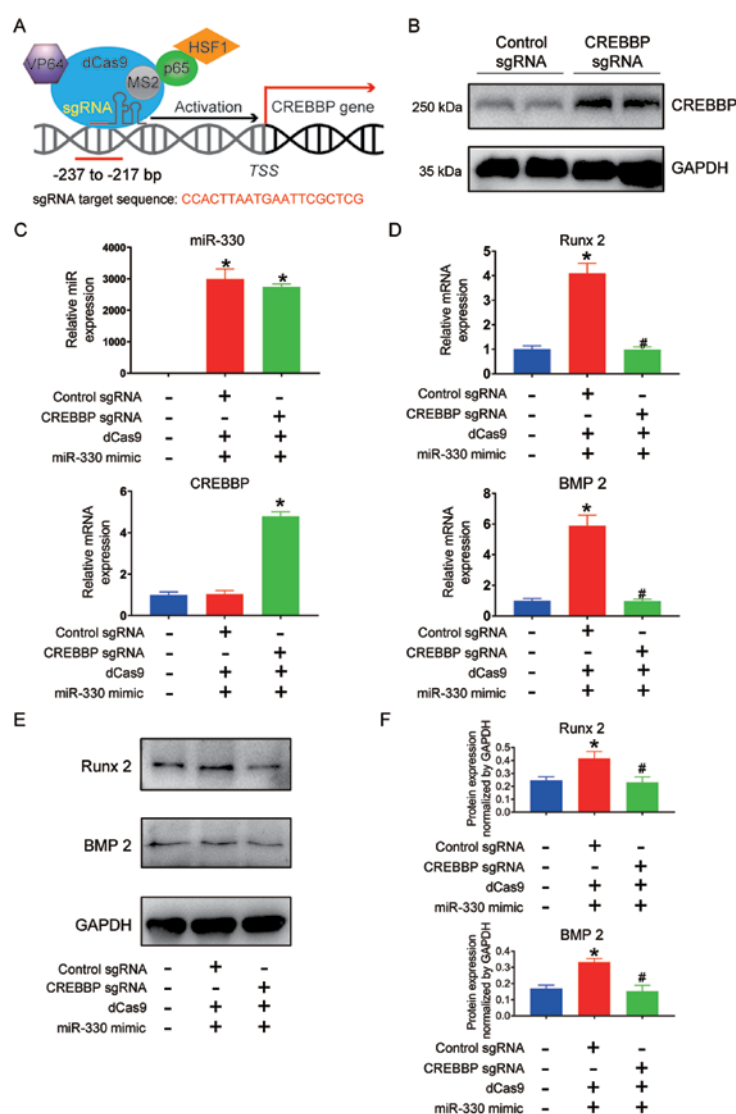 A
VP64
dCas9
MS2
p65
HSF1
sgRNA
Activation
CREBBP gene
TSS
-237 to -217 bp
sgRNA target sequence: CCACTTAATGAATTCGCTCG
B
Control sgRNA
CREBBP sgRNA
250 kDa
CREBBP
35 kDa
GAPDH
C
miR-330
Relative miR expression
4000
3000
2000
1000
0
* *
Control sgRNA - + -
CREBBP sgRNA - - +
dCas9 - + +
miR-330 mimic - + +
CREBBP
Relative mRNA expression
6
4
2
0
*
Control sgRNA - + -
CREBBP sgRNA - - +
dCas9 - + +
miR-330 mimic - + +
D
Runx 2
Relative mRNA expression
5
4
3
2
1
0
* #
Control sgRNA - + -
CREBBP sgRNA - - +
dCas9 - + +
miR-330 mimic - + +
BMP 2
Relative mRNA expression
8
6
4
2
0
* #
Control sgRNA - + -
CREBBP sgRNA - - +
dCas9 - + +
miR-330 mimic - + +
E
Runx 2
BMP 2
GAPDH
Control sgRNA - + -
CREBBP sgRNA - - +
dCas9 - + +
miR-330 mimic - + +
F
Runx 2
Protein expression normalized by GAPDH
0.5
0.4
0.3
0.2
0.1
0.0
* #
Control sgRNA - + -
CREBBP sgRNA - - +
dCas9 - + +
miR-330 mimic - + +
BMP 2
Protein expression normalized by GAPDH
0.4
0.3
0.2
0.1
0.0
* #
Control sgRNA - + -
CREBBP sgRNA - - +
dCas9 - + +
miR-330 mimic - + +